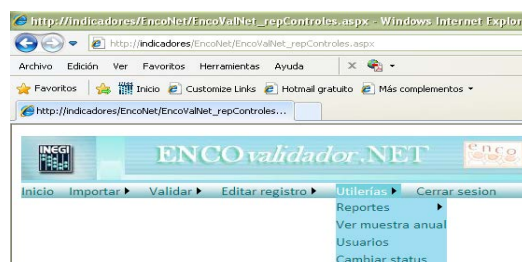 http://indicadores/EncoNet/EncoValNet_repControles.aspx - Windows Internet Explor
http://indicadores/EncoNet/EncoValNet_repControles.aspx
Archivo Edición Ver Favoritos Herramientas Ayuda
Favoritos Inicio Customize Links Hotmail gratuito Más complementos
http://indicadores/EncoNet/EncoValNet_repControles...
INEGI ENCOvalidador.NET enco
Inicio Importar Validar Editar registro Utilerías Cerrar sesion
Reportes
Ver muestra anual
Usuarios
Cambiar status